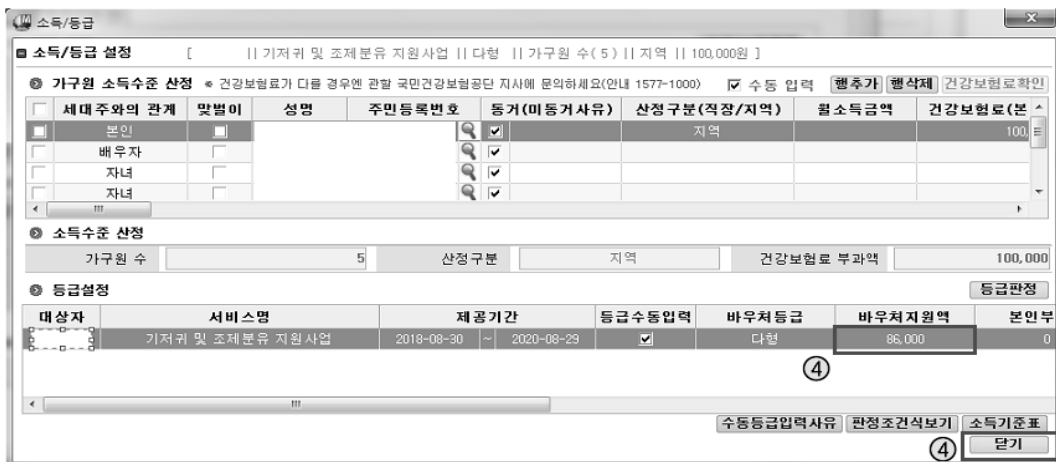 소득/등급
소득/등급 설정 [ || 기저귀 및 조제분유 지원사업 || 다형 || 가구원 수( 5 ) || 지역 || 100,000원 ]
가구원 소득수준 산정 * 건강보험료가 다를 경우엔 관할 국민건강보험공단 지사에 문의하세요(안내 1577-1000) 수동 입력 행추가 행삭제 건강보험료확인
세대주와의 관계 맞벌이 성명 주민등록번호 동거(미동거사유) 산정구분(직장/지역) 월소득금액 건강보험료(본
본인 지역 100,
배우자
자녀
자녀
소득수준 산정
가구원 수 5 산정구분 지역 건강보험료 부과액 100,000
등급설정 등급판정
대상자 서비스명 제공기간 등급수동입력 바우처등급 바우처지원액 본인부
기저귀 및 조제분유 지원사업 2018-08-30 ~ 2020-08-29 다형 86,000 0
④
수동등급입력사유 판정조건식보기 소득기준표
④ 닫기